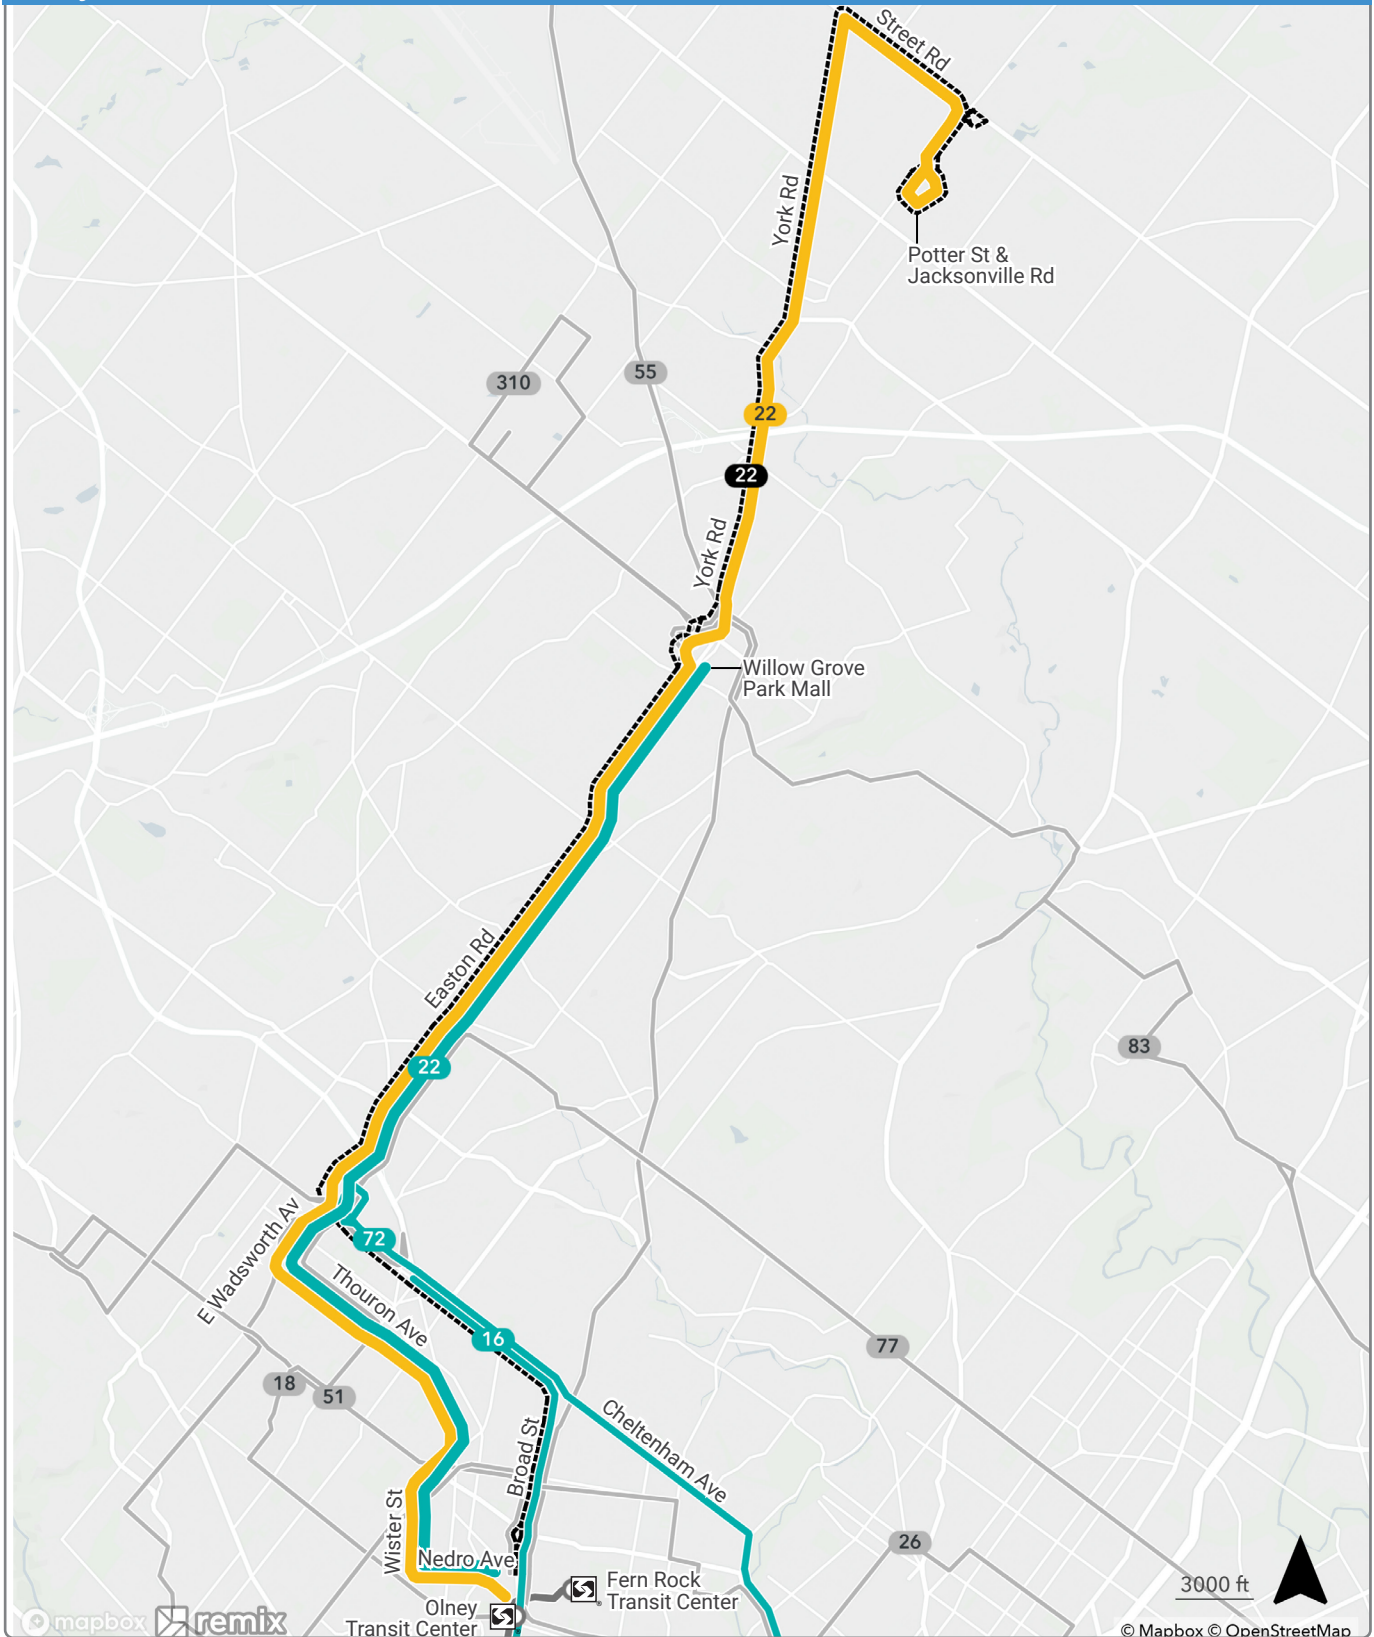 Street Rd
York Rd
Potter St &
Jacksonville Rd
310
55
22
22
York Rd
Willow Grove
Park Mall
Easton Rd
22
83
E Wadsworth Av
72
Thouron Ave
16
77
18
51
Cheltenham Ave
Broad St
Wister St
26
Nedro Ave
Fern Rock
Transit Center
3000 ft
Olney
Transit Center
mapbox
remix
© Mapbox © OpenStreetMap